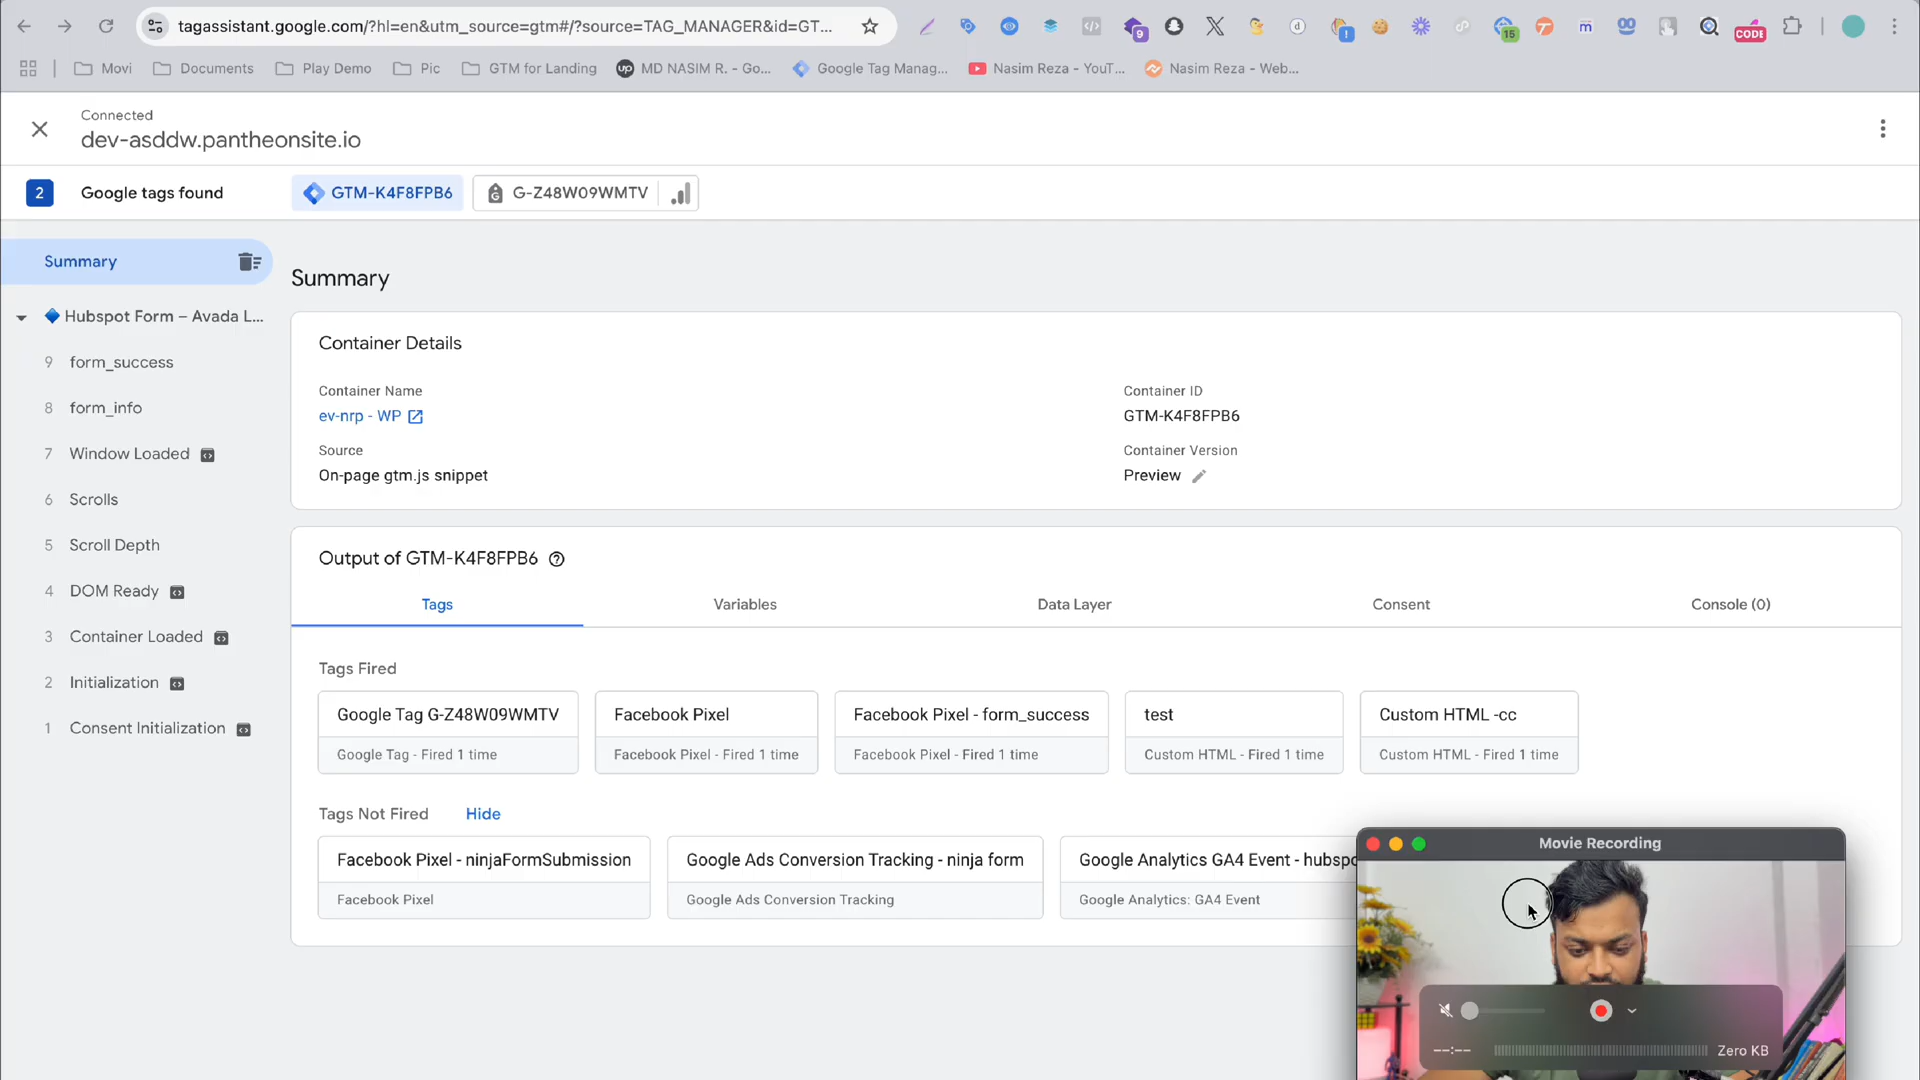 tagassistant.google.com/?hl=en&utm_source=gtm#/?source=TAG_MANAGER&id=GT...
9
!
15
m
CODE
Movi
Documents
Play Demo
Pic
GTM for Landing
up MD NASIM R. - Go...
Google Tag Manag...
Nasim Reza - YouT...
Nasim Reza - Web...
Connected
dev-asddw.pantheonsite.io
2 Google tags found
GTM-K4F8FPB6
G-Z48W09WMTV
Summary
Hubspot Form – Avada L...
9 form_success
8 form_info
7 Window Loaded
6 Scrolls
5 Scroll Depth
4 DOM Ready
3 Container Loaded
2 Initialization
1 Consent Initialization
Summary
Container Details
Container Name
ev-nrp - WP
Container ID
GTM-K4F8FPB6
Source
On-page gtm.js snippet
Container Version
Preview
Output of GTM-K4F8FPB6
Tags
Variables
Data Layer
Consent
Console (0)
Tags Fired
Google Tag G-Z48W09WMTV
Google Tag - Fired 1 time
Facebook Pixel
Facebook Pixel - Fired 1 time
Facebook Pixel - form_success
Facebook Pixel - Fired 1 time
test
Custom HTML - Fired 1 time
Custom HTML -cc
Custom HTML - Fired 1 time
Tags Not Fired
Hide
Facebook Pixel - ninjaFormSubmission
Facebook Pixel
Google Ads Conversion Tracking - ninja form
Google Ads Conversion Tracking
Google Analytics GA4 Event - hubspo
Google Analytics: GA4 Event
Movie Recording
--:--
Zero KB